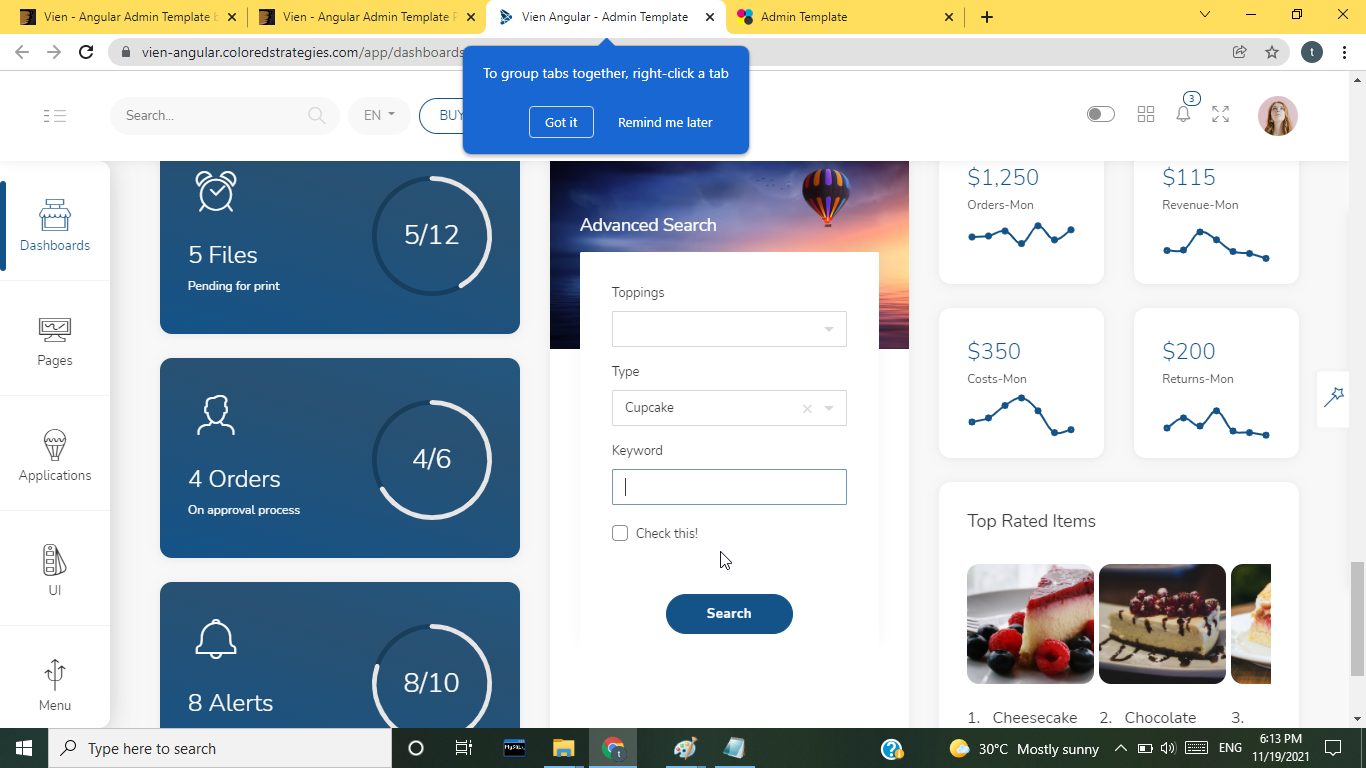 Vien - Angular Admin Template
Vien - Angular Admin Template
Vien Angular - Admin Template
Admin Template
vien-angular.coloredstrategies.com/app/dashboards
t
To group tabs together, right-click a tab
Got it
Remind me later
Search...
EN
BUY
3
Dashboards
Pages
Applications
UI
Menu
5 Files
Pending for print
5/12
4 Orders
On approval process
4/6
8 Alerts
8/10
Advanced Search
Toppings
Type
Cupcake
Keyword
Check this!
Search
$1,250
Orders-Mon
$115
Revenue-Mon
$350
Costs-Mon
$200
Returns-Mon
Top Rated Items
1. Cheesecake
2. Chocolate
3.
Type here to search
MySQL
t
30°C Mostly sunny
ENG
6:13 PM
11/19/2021